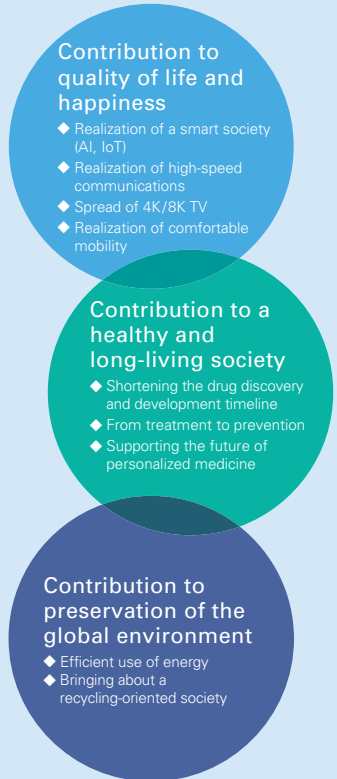 Contribution to
quality of life and
happiness
◆ Realization of a smart society
(AI, IoT)
◆ Realization of high-speed
communications
◆ Spread of 4K/8K TV
◆ Realization of comfortable
mobility
Contribution to a
healthy and
long-living society
◆ Shortening the drug discovery
and development timeline
◆ From treatment to prevention
◆ Supporting the future of
personalized medicine
Contribution to
preservation of the
global environment
◆ Efficient use of energy
◆ Bringing about a
recycling-oriented society